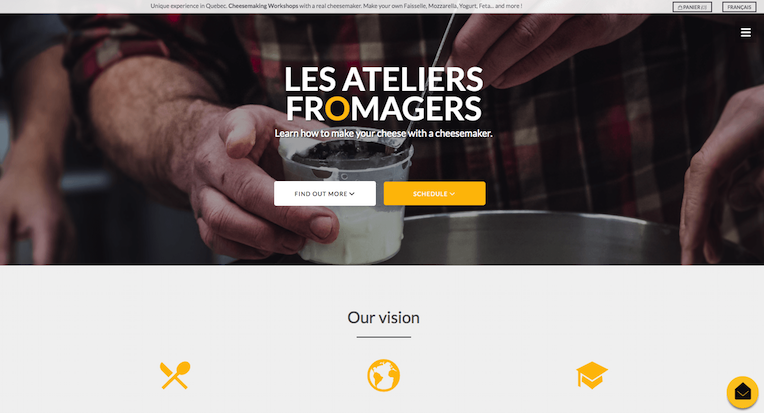 Unique experience in Quebec. Cheesemaking Workshops with a real cheesemaker. Make your own Faisselle, Mozzarella, Yogurt, Feta... and more !
PANIER (0)
FRANÇAIS
LES ATELIERS
FROMAGERS
Learn how to make your cheese with a cheesemaker.
FIND OUT MORE
SCHEDULE
Our vision